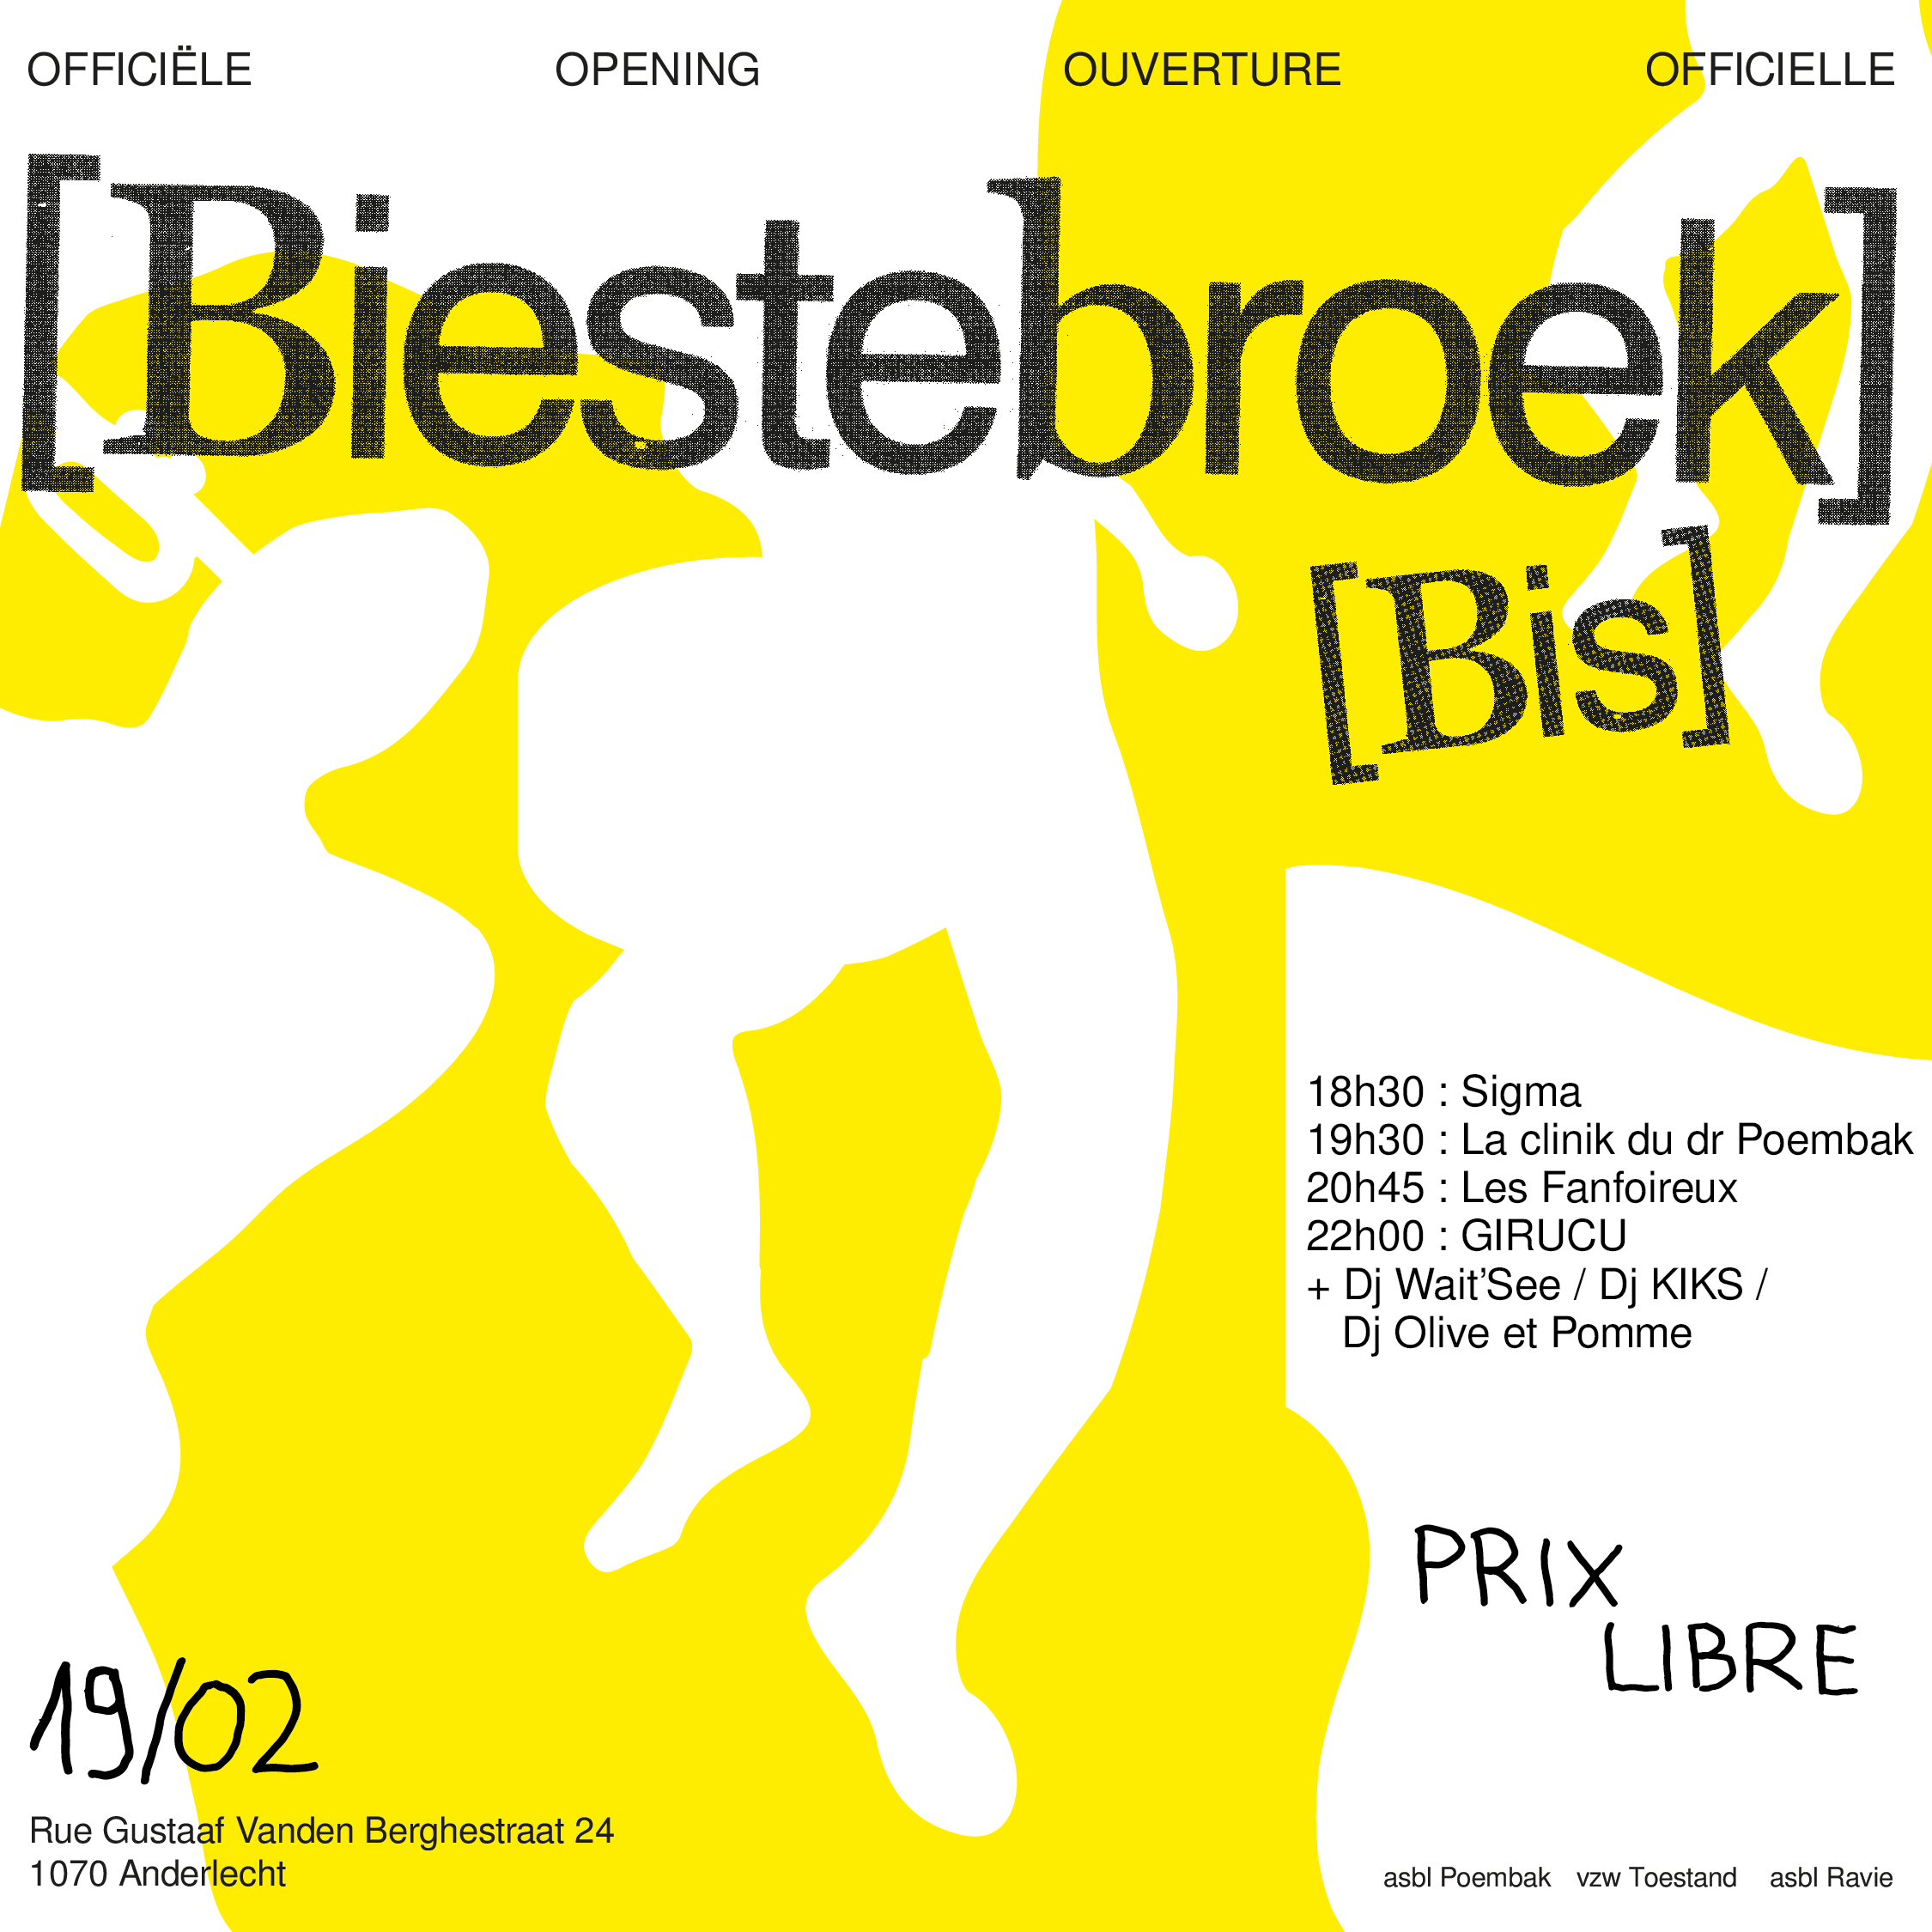 OFFICIËLE OPENING OUVERTURE OFFICIELLE
[Biestebroek]
[Bis]
18h30 : Sigma
19h30 : La clinik du dr Poembak
20h45 : Les Fanfoireux
22h00 : GIRUCU
+ Dj Wait'See / Dj KIKS /
Dj Olive et Pomme
PRIX
LIBRE
19/02
Rue Gustaaf Vanden Berghestraat 24
1070 Anderlecht
asbl Poembak vzw Toestand asbl Ravie